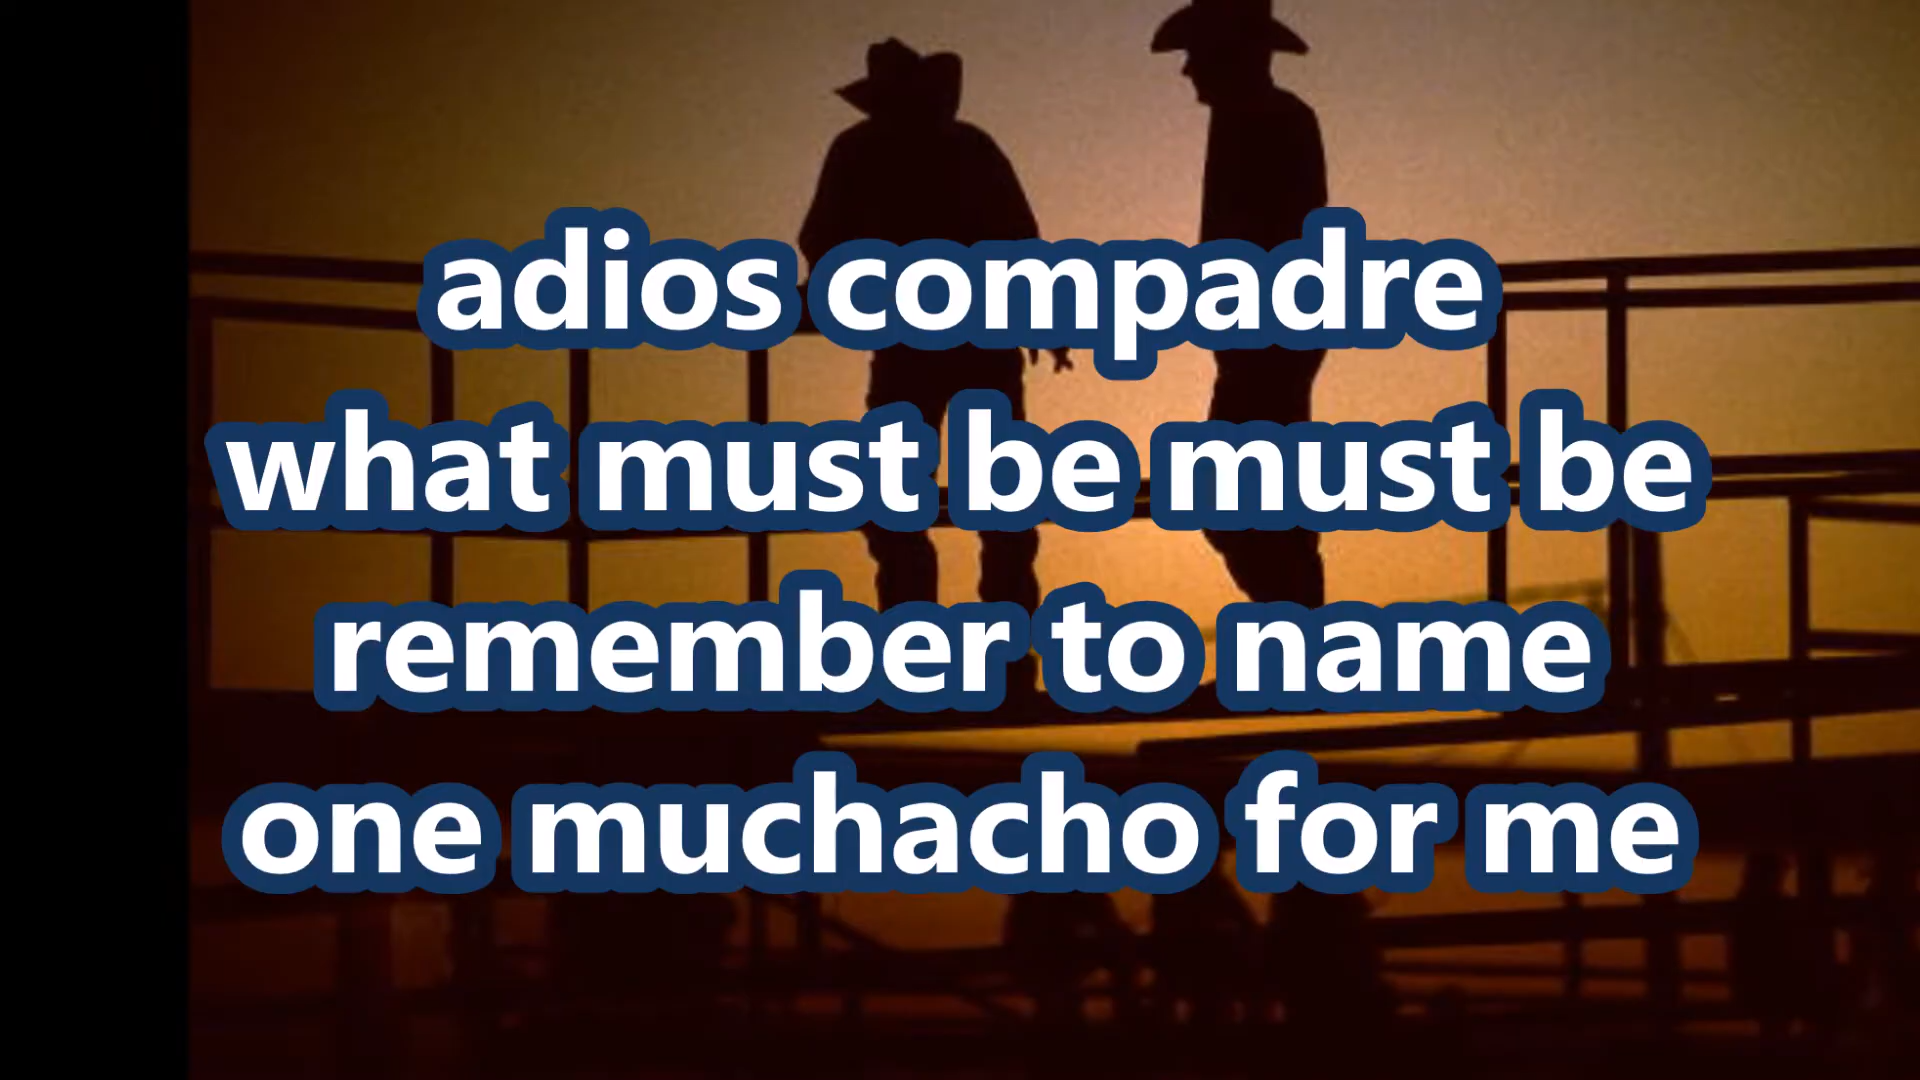 adios compadre
what must be must be
remember to name
one muchacho for me